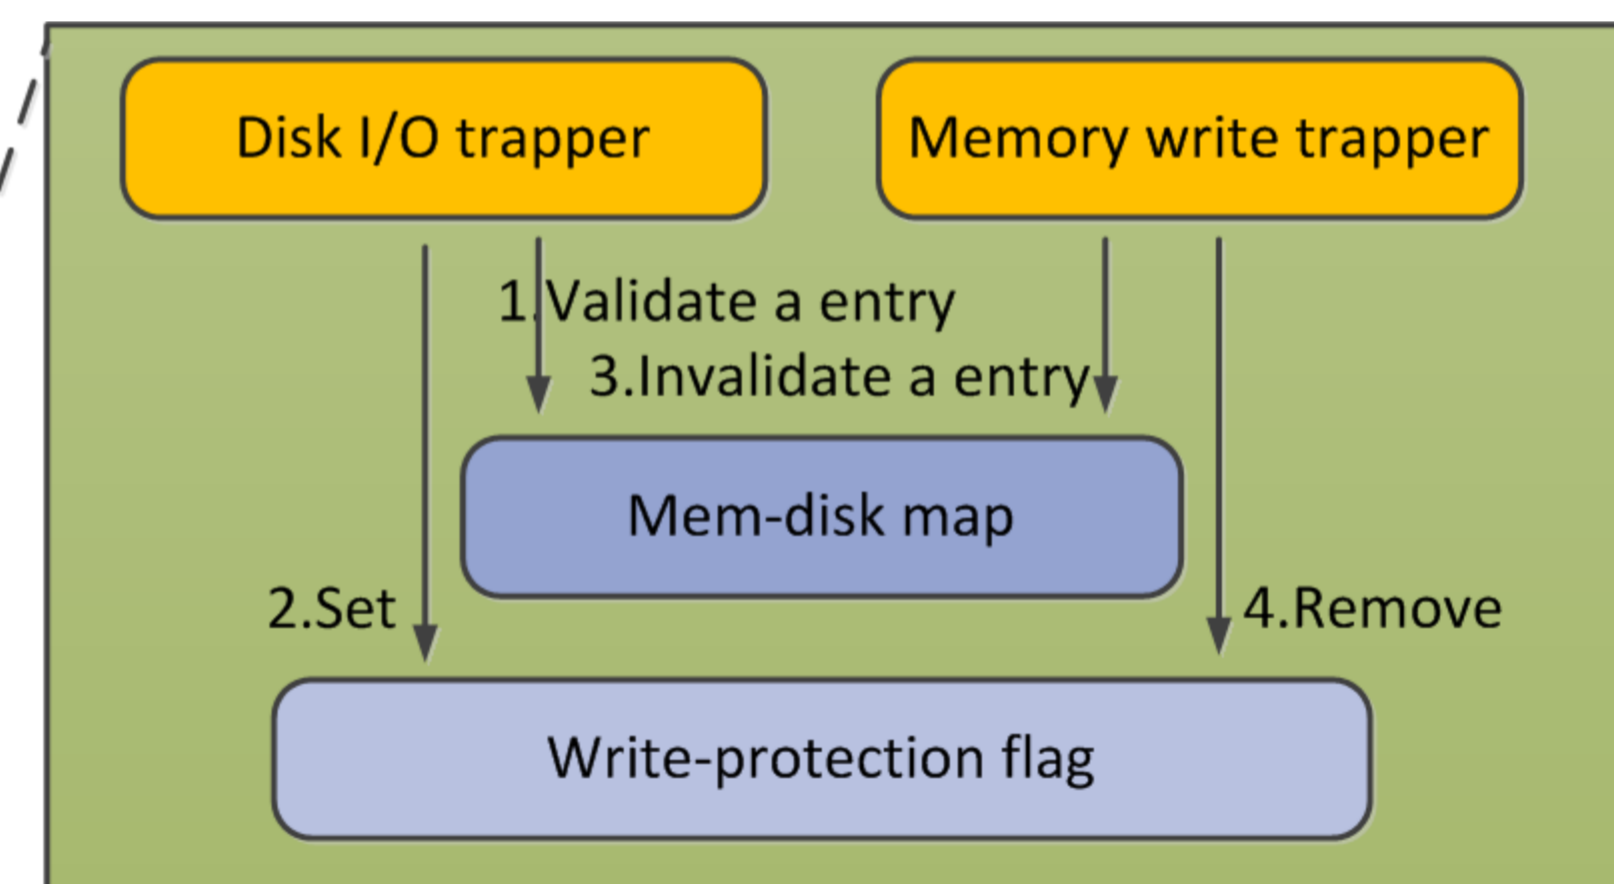 Disk I/O trapper
Memory write trapper
1.Validate a entry
3.Invalidate a entry
Mem-disk map
2.Set
4.Remove
Write-protection flag